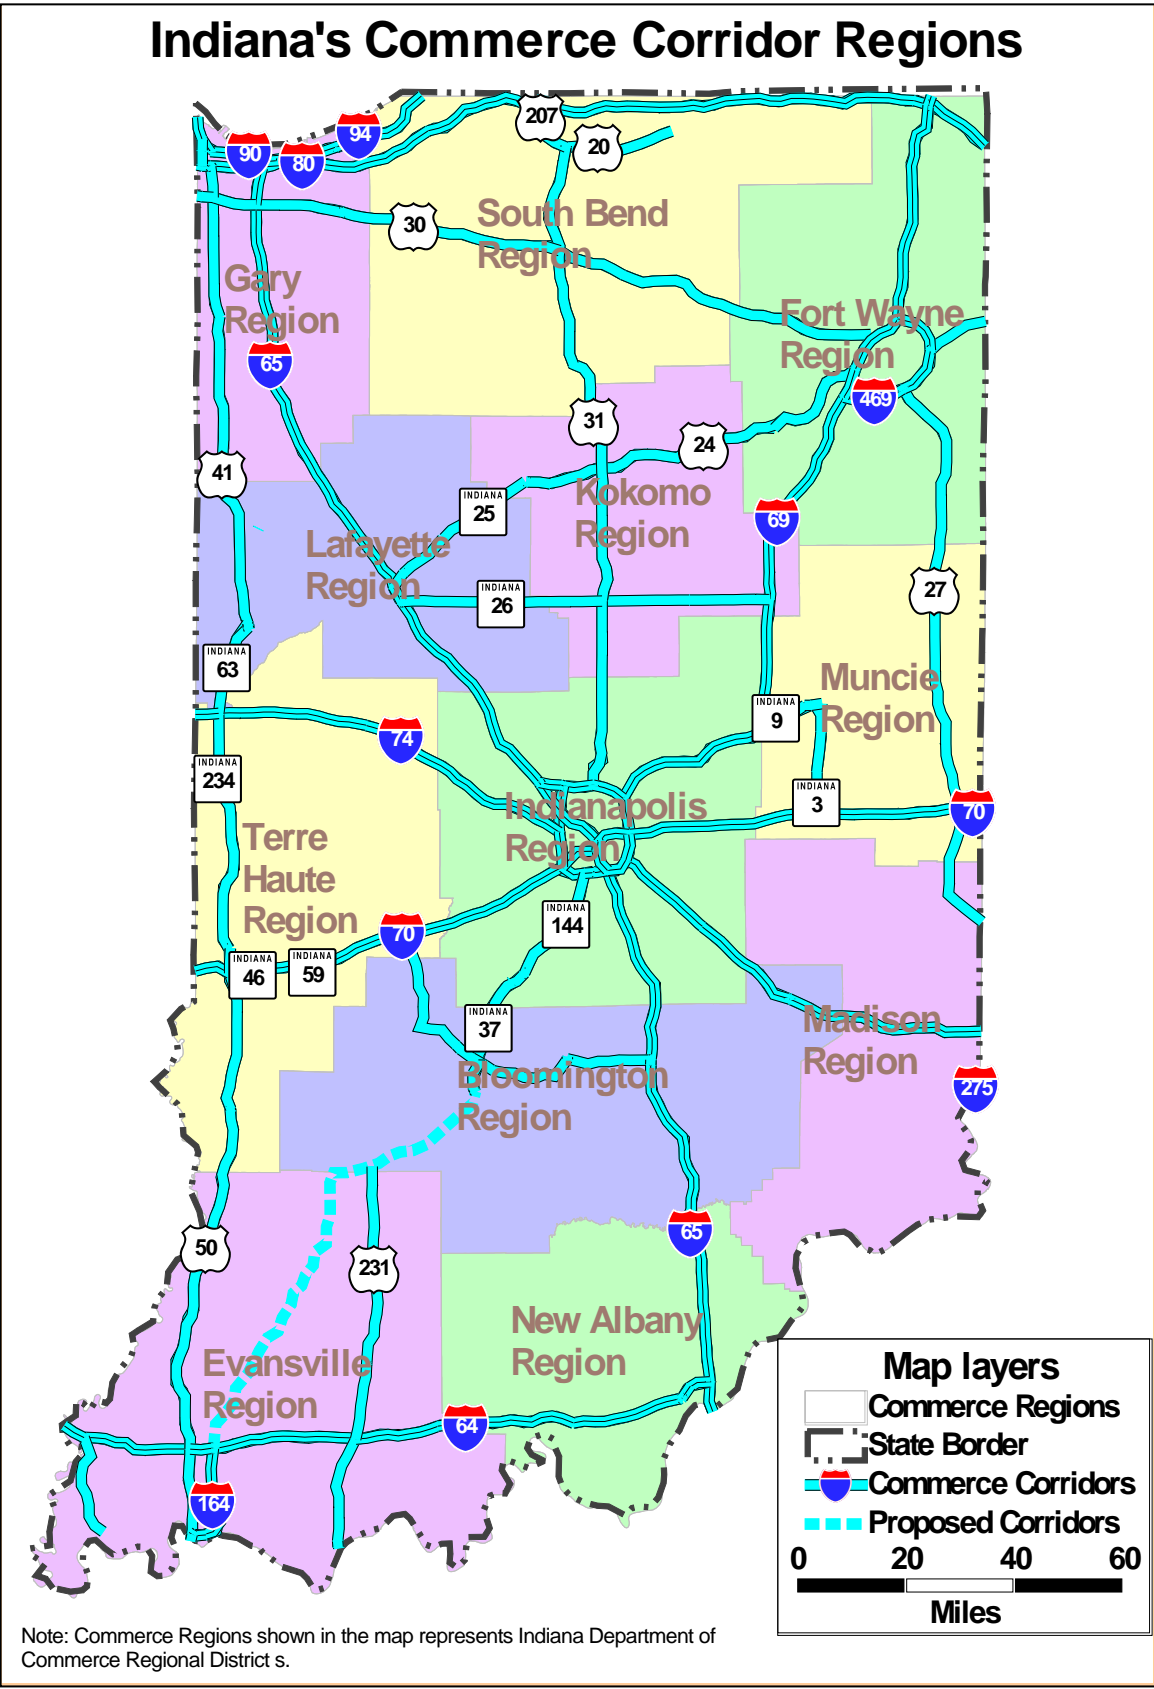 Indiana's Commerce Corridor Regions
207
94
20
90
80
South Bend
Region
30
Gary
Region
Fort Wayne
Region
65
469
31
24
41
Kokomo
Region
INDIANA
25
69
Lafayette
Region
27
INDIANA
26
INDIANA
63
Muncie
Region
INDIANA
9
74
INDIANA
234
INDIANA
3
70
Indianapolis
Region
Terre
Haute
Region
INDIANA
144
70
INDIANA
46
INDIANA
59
INDIANA
37
Madison
Region
Bloomington
Region
275
65
50
231
New Albany
Region
Evansville
Region
64
164
Map layers
Commerce Regions
State Border
Commerce Corridors
Proposed Corridors
0 20 40 60
Miles
Note: Commerce Regions shown in the map represents Indiana Department of
Commerce Regional District s.